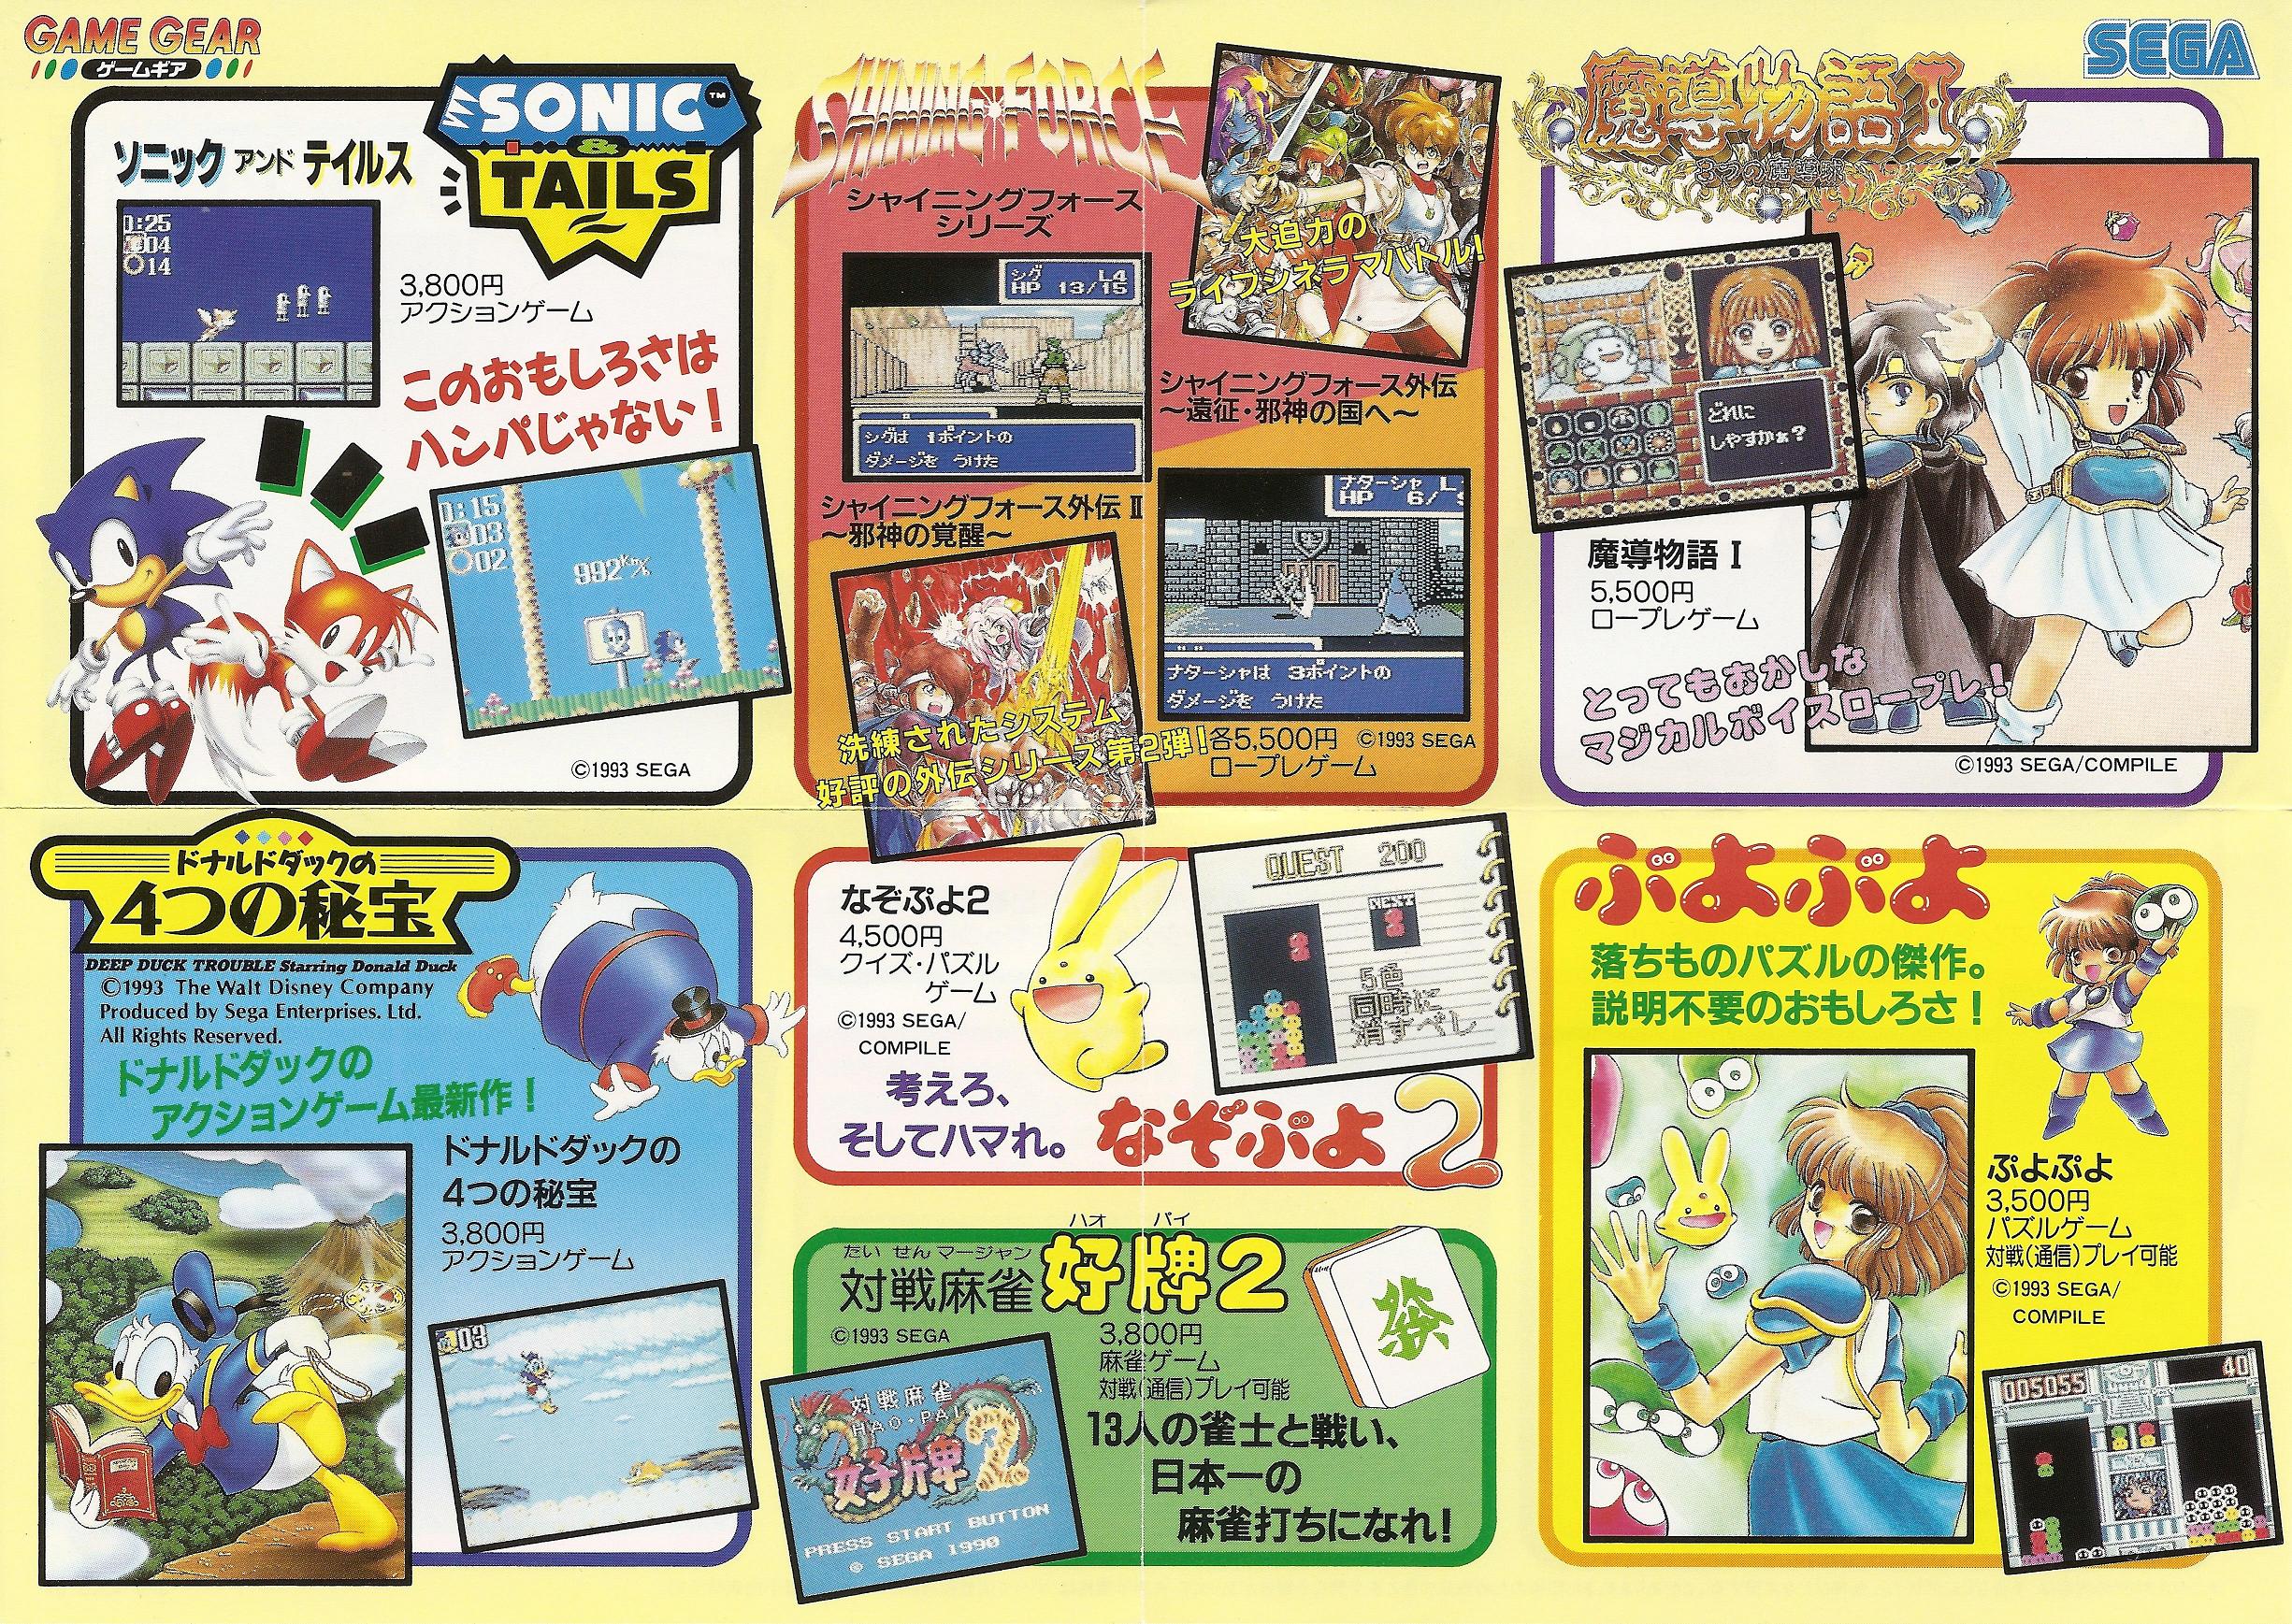 GAME GEAR
ゲームギア
SEGA
SONIC™
&
TAILS
ソニック アンド テイルス
0:25
04
14
3,800円
アクションゲーム
このおもしろさは
ハンパじゃない!
0:15
03
02
992km/h
©1993 SEGA
SHINING FORCE
シャイニングフォース
シリーズ
大迫力の
ライブシネラマバトル!
シグ L4
HP 13/15
シグは 1ポイントの
ダメージを うけた
シャイニングフォース外伝
〜遠征・邪神の国へ〜
シャイニングフォース外伝 II
〜邪神の覚醒〜
ナターシャ L
HP 6/
ナターシャは 3ポイントの
ダメージを うけた
洗練されたシステム
好評の外伝シリーズ第2弾!
各5,500円 ©1993 SEGA
ロープレゲーム
魔導物語 I
3つの魔導球
どれに
しやすかぁ?
魔導物語 I
5,500円
ロープレゲーム
とってもおかしな
マジカルボイスロープレ!
©1993 SEGA/COMPILE
ドナルドダックの
4つの秘宝
DEEP DUCK TROUBLE Starring Donald Duck
©1993 The Walt Disney Company
Produced by Sega Enterprises. Ltd.
All Rights Reserved.
ドナルドダックの
アクションゲーム最新作!
ドナルドダックの
4つの秘宝
3,800円
アクションゲーム
03
なぞぷよ2
4,500円
クイズ・パズル
ゲーム
©1993 SEGA/
COMPILE
考えろ、
そしてハマれ。
QUEST 200
NEXT
5色
同時に
消すべし
なぞぷよ2
ハオ パイ
たい せん マージャン
対戦麻雀 好牌2
©1993 SEGA
3,800円
麻雀ゲーム
対戦(通信)プレイ可能
發
対戦麻雀
HAO・PAI
好牌2
PRESS START BUTTON
© SEGA 1990
13人の雀士と戦い、
日本一の
麻雀打ちになれ!
ぷよぷよ
落ちものパズルの傑作。
説明不要のおもしろさ!
ぷよぷよ
3,500円
パズルゲーム
対戦(通信)プレイ可能
©1993 SEGA/
COMPILE
005055
40